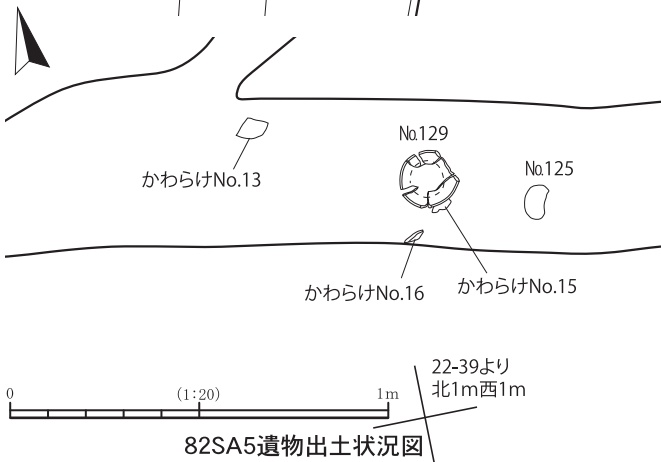 No.129
No.125
かわらけNo.13
かわらけNo.16
かわらけNo.15
22-39より
北1m西1m
0 (1:20) 1m
82SA5遺物出土状況図